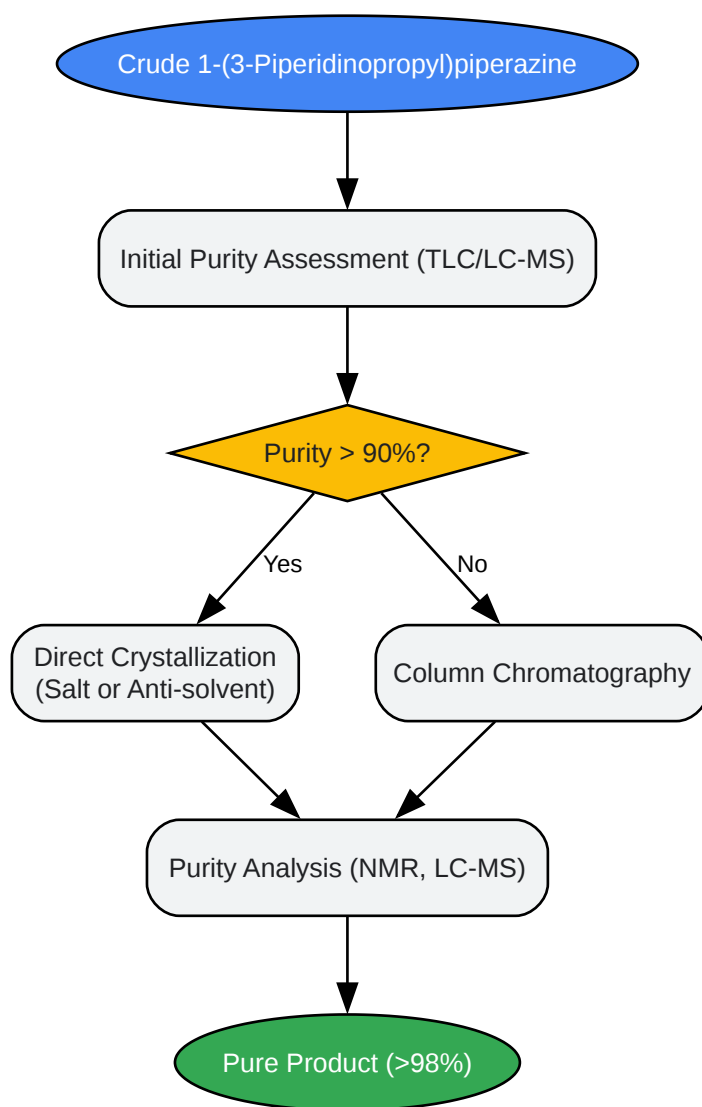 Crude 1-(3-Piperidinopropyl)piperazine
Initial Purity Assessment (TLC/LC-MS)
Purity > 90%?
Yes
No
Direct Crystallization
(Salt or Anti-solvent)
Column Chromatography
Purity Analysis (NMR, LC-MS)
Pure Product (>98%)